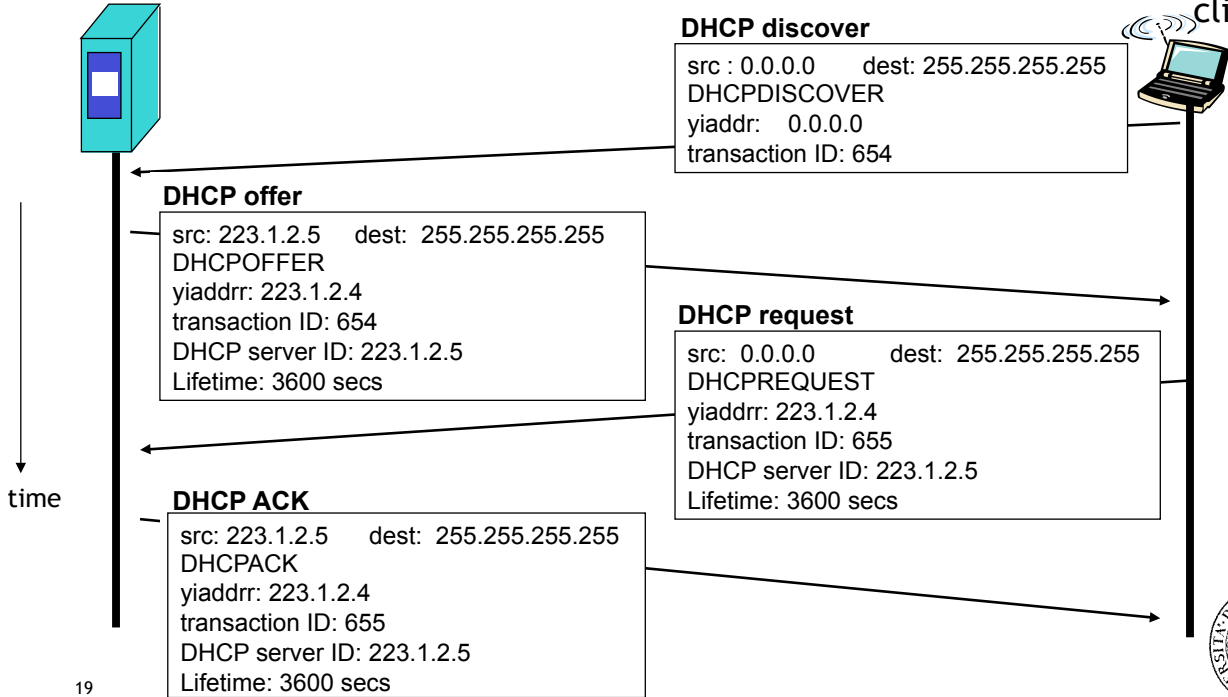 cli
DHCP discover
src : 0.0.0.0 dest: 255.255.255.255
DHCPDISCOVER
yiaddr: 0.0.0.0
transaction ID: 654
DHCP offer
src: 223.1.2.5 dest: 255.255.255.255
DHCPOFFER
yiaddrr: 223.1.2.4
transaction ID: 654
DHCP server ID: 223.1.2.5
Lifetime: 3600 secs
DHCP request
src: 0.0.0.0 dest: 255.255.255.255
DHCPREQUEST
yiaddrr: 223.1.2.4
transaction ID: 655
DHCP server ID: 223.1.2.5
Lifetime: 3600 secs
time
DHCP ACK
src: 223.1.2.5 dest: 255.255.255.255
DHCPACK
yiaddrr: 223.1.2.4
transaction ID: 655
DHCP server ID: 223.1.2.5
Lifetime: 3600 secs
19